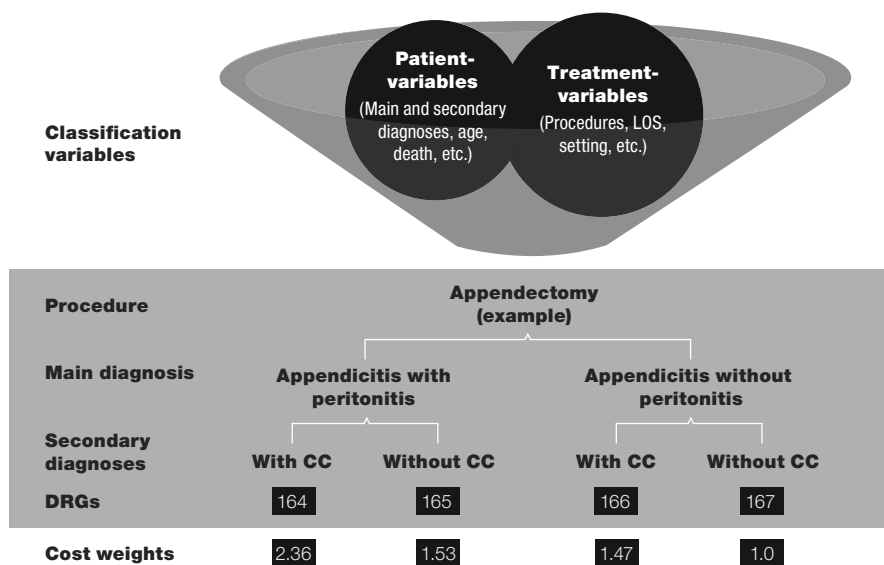 Patient-
variables
(Main and secondary
diagnoses, age,
death, etc.)
Treatment-
variables
(Procedures, LOS,
setting, etc.)
Classification
variables
Procedure
Appendectomy
(example)
Main diagnosis
Appendicitis with
peritonitis
Appendicitis without
peritonitis
Secondary
diagnoses
With CC
Without CC
With CC
Without CC
DRGs
164
165
166
167
Cost weights
2.36
1.53
1.47
1.0